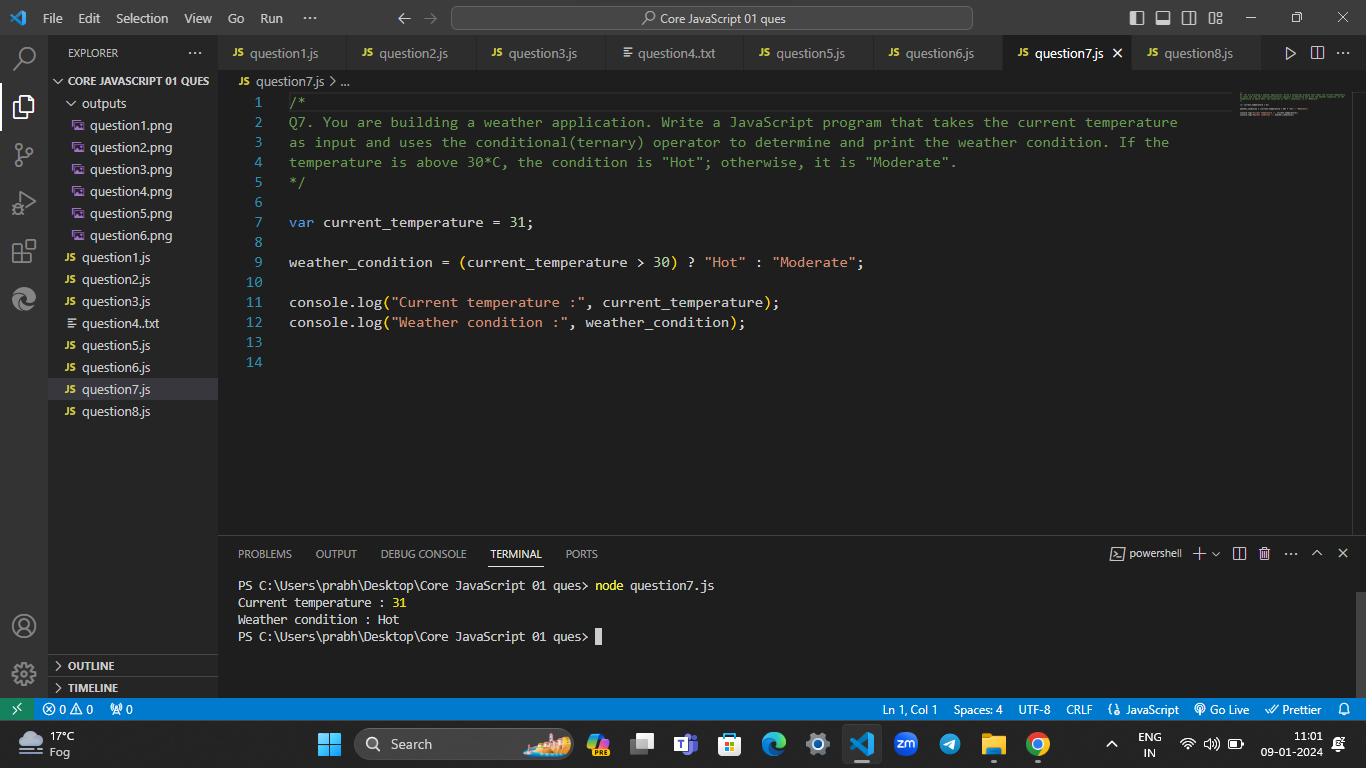 File Edit Selection View Go Run ···
Core JavaScript 01 ques
EXPLORER ···
CORE JAVASCRIPT 01 QUES
outputs
question1.png
question2.png
question3.png
question4.png
question5.png
question6.png
JS question1.js
JS question2.js
JS question3.js
question4..txt
JS question5.js
JS question6.js
JS question7.js
JS question8.js
OUTLINE
TIMELINE
JS question1.js JS question2.js JS question3.js question4..txt JS question5.js JS question6.js JS question7.js JS question8.js ···
JS question7.js > ...
1 /*
2 Q7. You are building a weather application. Write a JavaScript program that takes the current temperature
3 as input and uses the conditional(ternary) operator to determine and print the weather condition. If the
4 temperature is above 30*C, the condition is "Hot"; otherwise, it is "Moderate".
5 */
6
7 var current_temperature = 31;
8
9 weather_condition = (current_temperature > 30) ? "Hot" : "Moderate";
10
11 console.log("Current temperature :", current_temperature);
12 console.log("Weather condition :", weather_condition);
13
14
PROBLEMS OUTPUT DEBUG CONSOLE TERMINAL PORTS powershell ···
PS C:\Users\prabh\Desktop\Core JavaScript 01 ques> node question7.js
Current temperature : 31
Weather condition : Hot
PS C:\Users\prabh\Desktop\Core JavaScript 01 ques>
0 0 0 Ln 1, Col 1 Spaces: 4 UTF-8 CRLF {} JavaScript Go Live Prettier
17°C
Fog
Search
PRE
zm
ENG
IN
11:01
09-01-2024